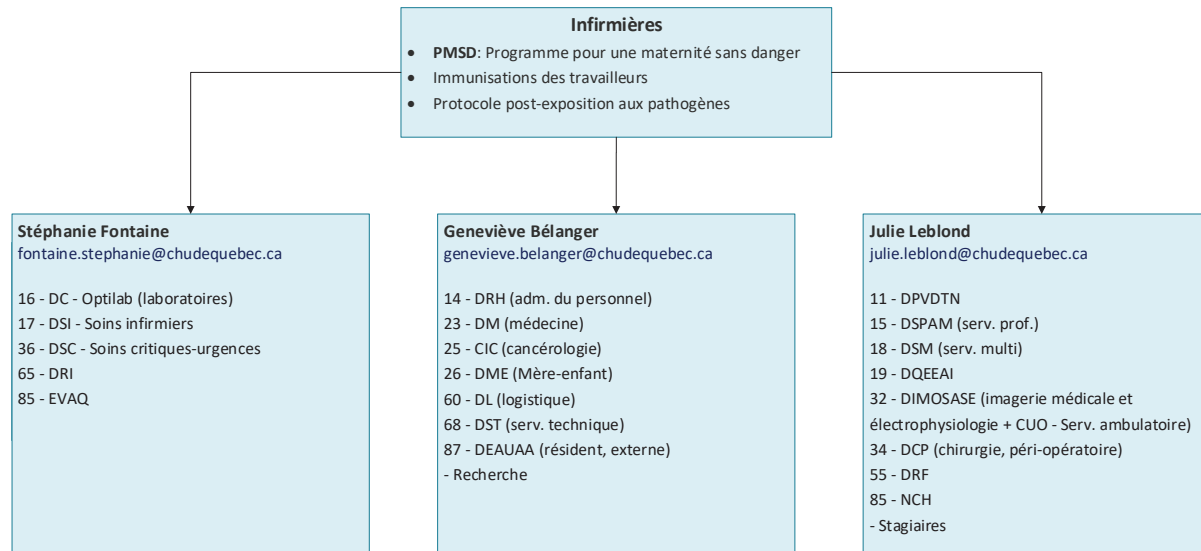 Infirmières
• PMSD: Programme pour une maternité sans danger
• Immunisations des travailleurs
• Protocole post-exposition aux pathogènes
Stéphanie Fontaine
fontaine.stephanie@chudequebec.ca
16 - DC - Optilab (laboratoires)
17 - DSI - Soins infirmiers
36 - DSC - Soins critiques-urgences
65 - DRI
85 - EVAQ
Geneviève Bélanger
genevieve.belanger@chudequebec.ca
14 - DRH (adm. du personnel)
23 - DM (médecine)
25 - CIC (cancérologie)
26 - DME (Mère-enfant)
60 - DL (logistique)
68 - DST (serv. technique)
87 - DEAUAA (résident, externe)
- Recherche
Julie Leblond
julie.leblond@chudequebec.ca
11 - DPVDTN
15 - DSPAM (serv. prof.)
18 - DSM (serv. multi)
19 - DQEEAI
32 - DIMOSASE (imagerie médicale et
électrophysiologie + CUO - Serv. ambulatoire)
34 - DCP (chirurgie, péri-opératoire)
55 - DRF
85 - NCH
- Stagiaires